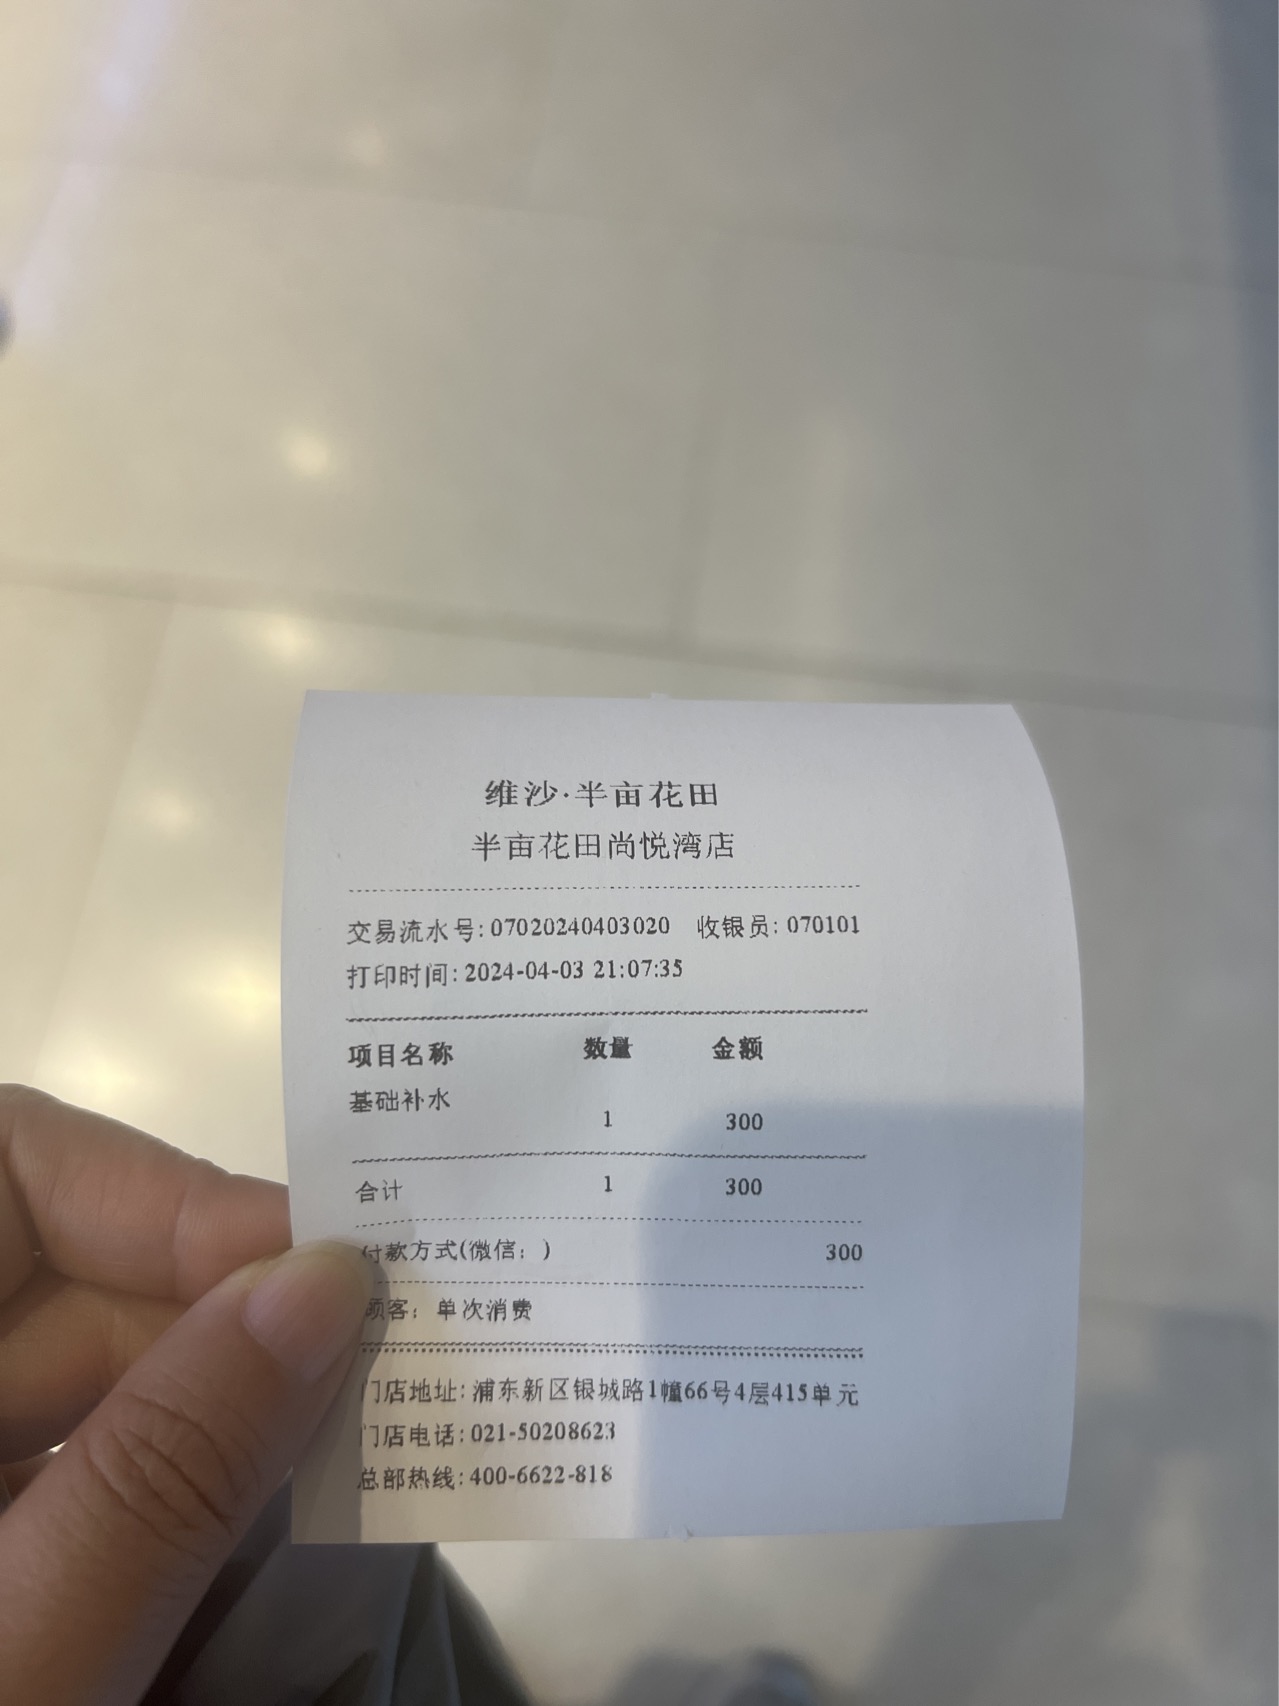 维沙·半亩花田
半亩花田尚悦湾店
交易流水号:07020240403020 收银员:070101
打印时间:2024-04-03 21:07:35
项目名称 数量 金额
基础补水
1 300
合计 1 300
付款方式(微信: ) 300
顾客: 单次消费
门店地址:浦东新区银城路1幢66号4层415单元
门店电话:021-50208623
总部热线:400-6622-818